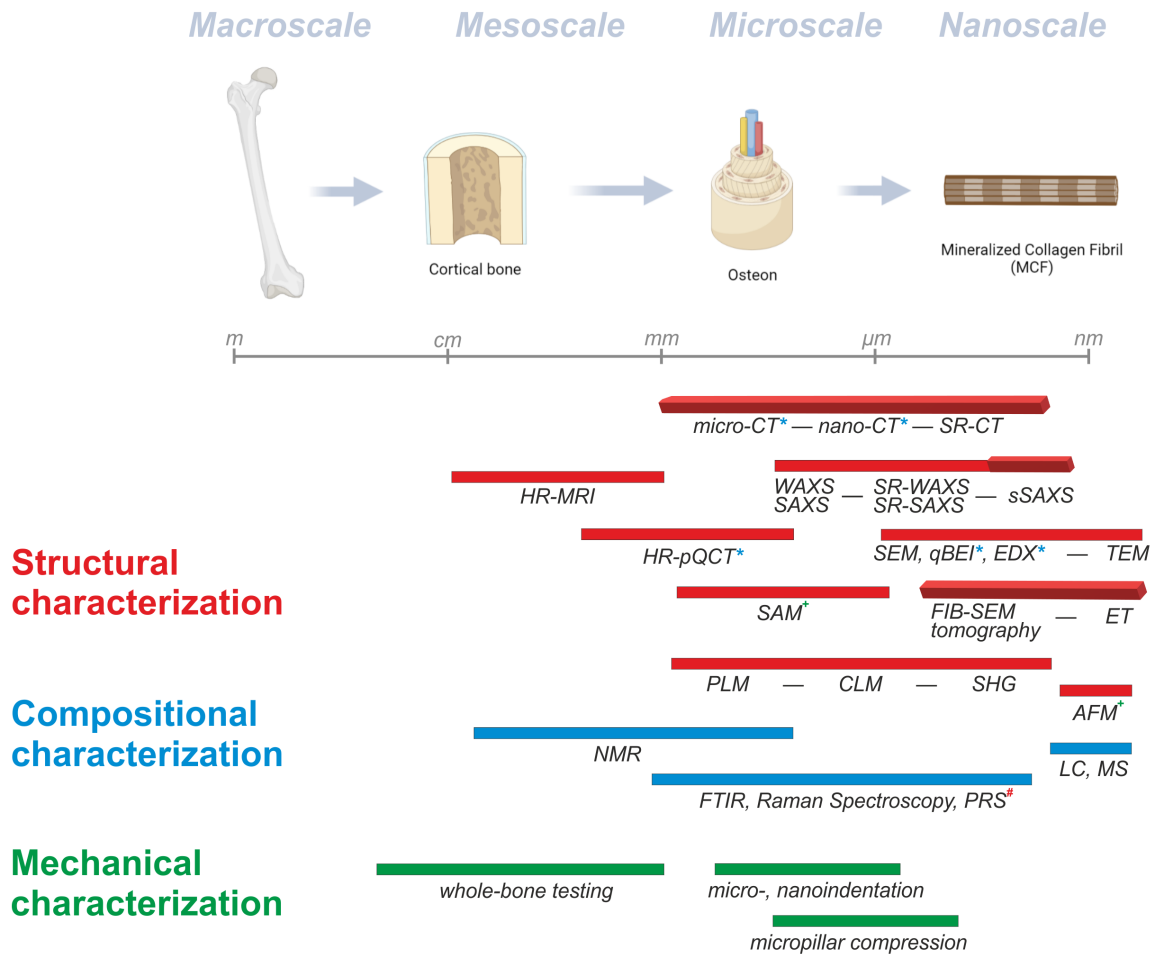 Macroscale Mesoscale Microscale Nanoscale
Cortical bone
Osteon
Mineralized Collagen Fibril
(MCF)
m cm mm µm nm
micro-CT* — nano-CT* — SR-CT
HR-MRI
WAXS
SAXS — SR-WAXS
SR-SAXS — sSAXS
HR-pQCT*
SEM, qBEI*, EDX* — TEM
Structural
characterization
SAM+
FIB-SEM
tomography — ET
PLM — CLM — SHG
AFM+
Compositional
characterization
NMR
LC, MS
FTIR, Raman Spectroscopy, PRS#
Mechanical
characterization
whole-bone testing
micro-, nanoindentation
micropillar compression